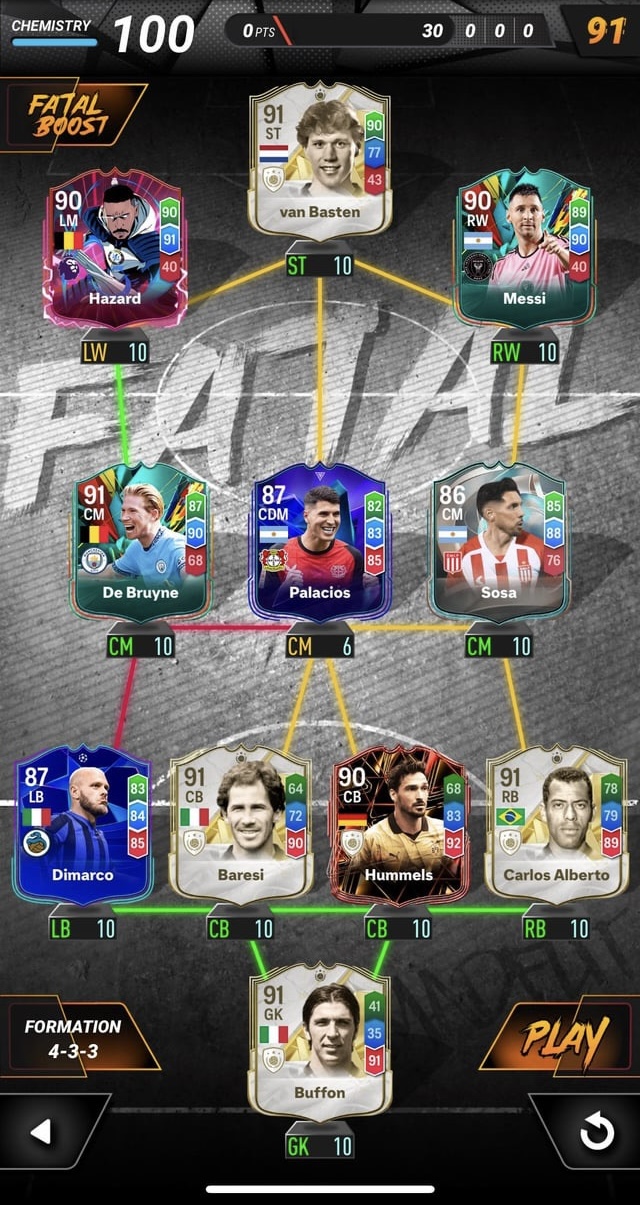 CHEMISTRY 100 0 PTS 30 0 0 0 91
FATAL
BOOST
91
ST
90
77
43
van Basten
ST 10
90
LM
90
91
40
Hazard
LW 10
90
RW
89
90
40
Messi
RW 10
FATAL
91
CM
87
90
68
De Bruyne
CM 10
87
CDM
82
83
85
Palacios
CM 6
86
CM
85
88
76
Sosa
CM 10
87
LB
83
84
85
Dimarco
LB 10
91
CB
64
72
90
Baresi
CB 10
90
CB
68
83
92
Hummels
CB 10
91
RB
78
79
89
Carlos Alberto
RB 10
91
GK
41
35
91
Buffon
GK 10
FORMATION
4-3-3
PLAY